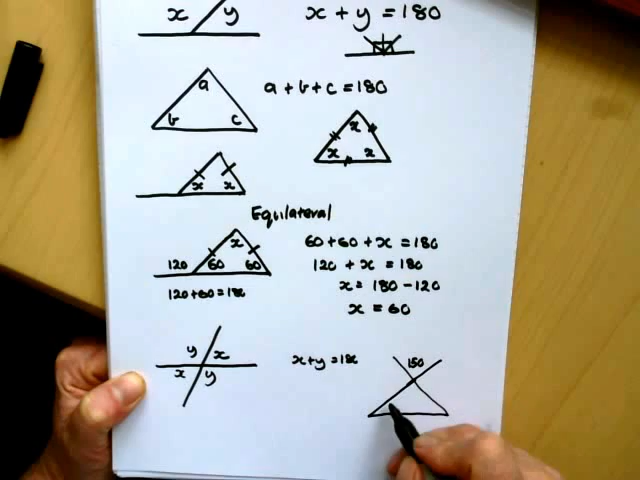 x y x + y = 180
a b c a + b + c = 180
x x x
x x
Equilateral
120 60 60 x 60 + 60 + x = 180
120 + x = 180
120 + 60 = 180 x = 180 - 120
x = 60
y x x y x + y = 180 150